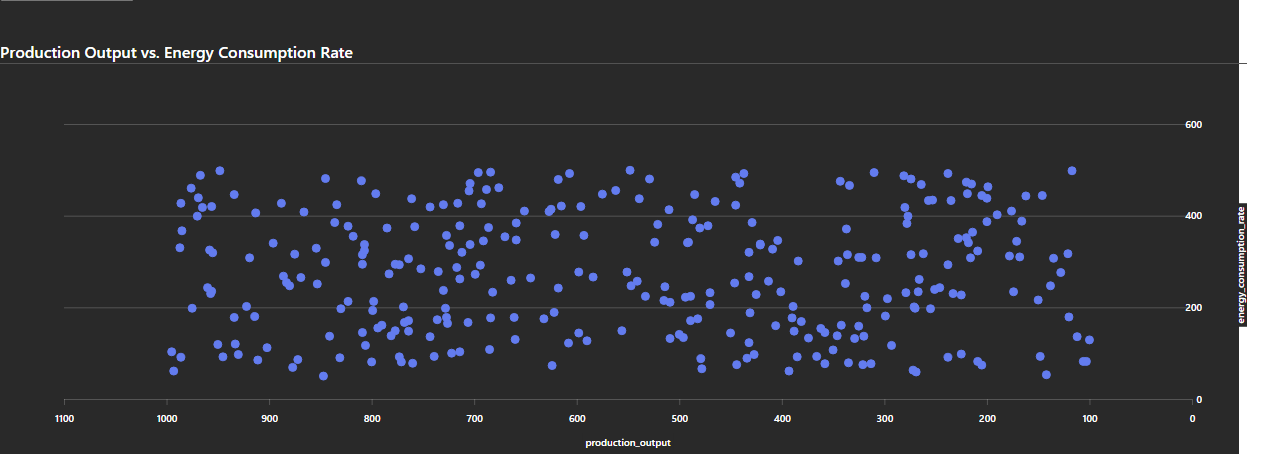 Production Output vs. Energy Consumption Rate
600
400
200
0
energy_consumption_rate
1100 1000 900 800 700 600 500 400 300 200 100 0
production_output